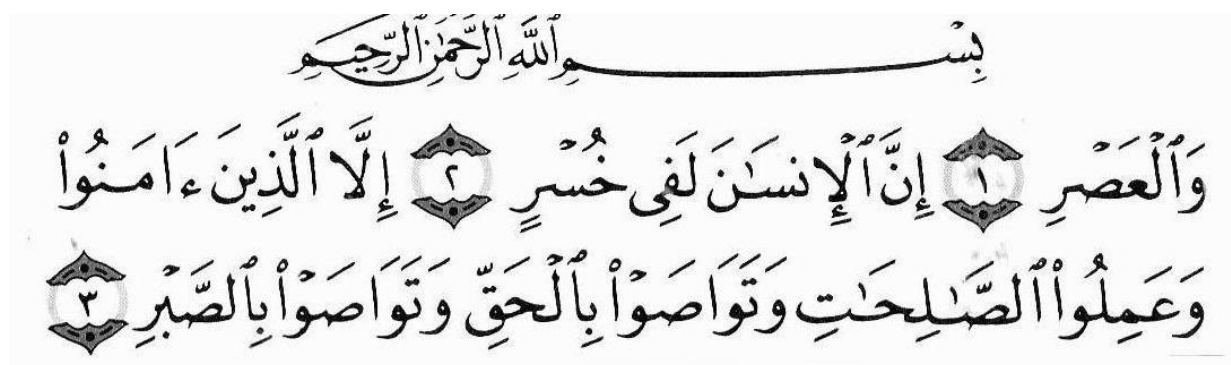 بِسْمِ ٱللَّهِ ٱلرَّحْمَٰنِ ٱلرَّحِيمِ
وَٱلْعَصْرِ ١ إِنَّ ٱلْإِنسَٰنَ لَفِى خُسْرٍ ٢ إِلَّا ٱلَّذِينَ ءَامَنُوا۟
وَعَمِلُوا۟ ٱلصَّٰلِحَٰتِ وَتَوَاصَوْا۟ بِٱلْحَقِّ وَتَوَاصَوْا۟ بِٱلصَّبْرِ ٣